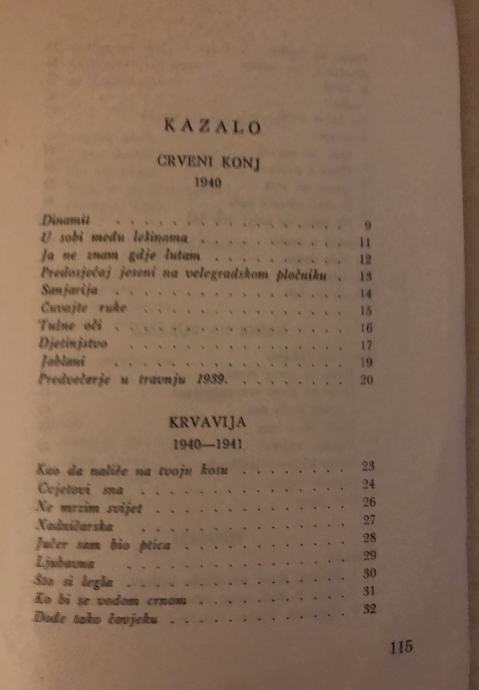 KAZALO
CRVENI KONJ
1940
Dinamit . . . . . . . . . . . . 9
U sobi među lešinama . . . . . . . . 11
Ja ne znam gdje lutam . . . . . . . . 12
Predosjećaj jeseni na velegradskom pločniku . 13
Sanjarija . . . . . . . . . . . . 14
Čuvajte ruke . . . . . . . . . . . 15
Tužne oči . . . . . . . . . . . . 16
Djetinjstvo . . . . . . . . . . . 17
Jablani . . . . . . . . . . . . 19
Predvečerje u travnju 1939. . . . . . . . 20
KRVAVIJA
1940—1941
Kao da naliče na tvoju kosu . . . . . . . 23
Cvjetovi sna . . . . . . . . . . . 24
Ne mrzim svijet . . . . . . . . . . 26
Nadničarska . . . . . . . . . . . 27
Jučer sam bio ptica . . . . . . . . . 28
Ljubavna . . . . . . . . . . . . 29
Što si legla . . . . . . . . . . . 30
Ko bi se vodom crnom . . . . . . . . 31
Dođe tako čovjeku . . . . . . . . . 32
115